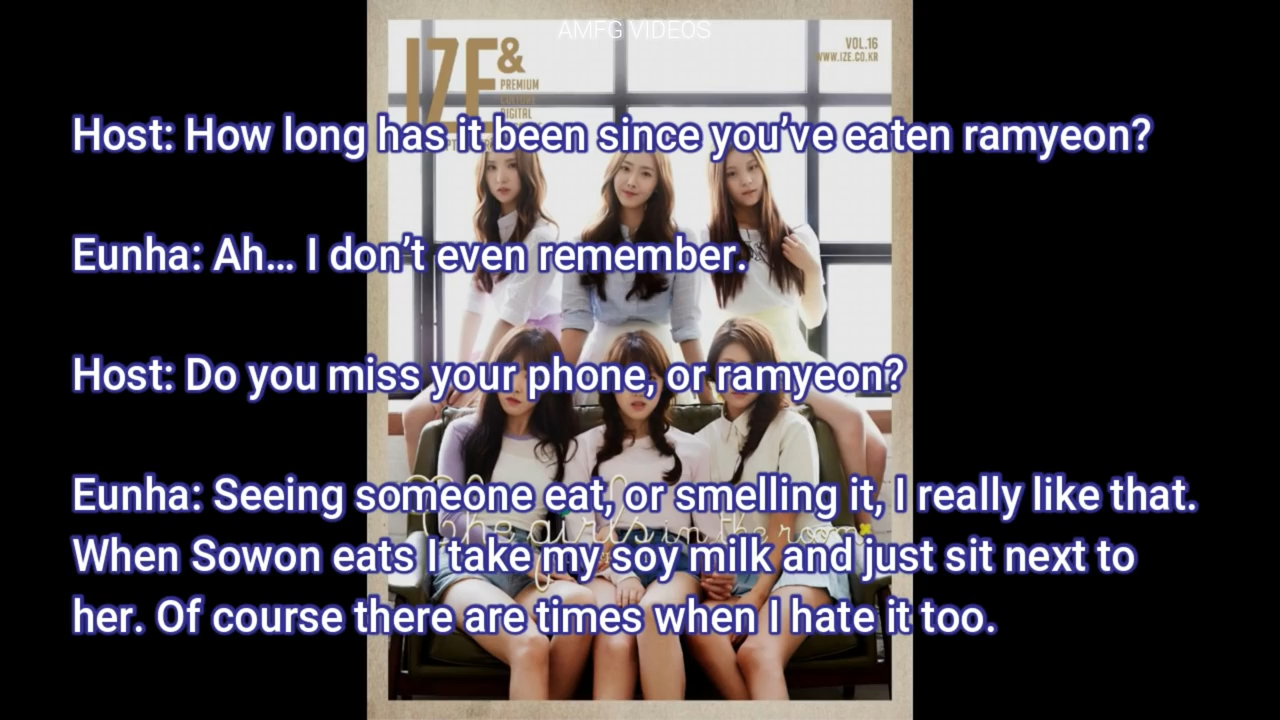 AMFG VIDEOS
IZE
&
PREMIUM
CULTURE
DIGITAL
VOL.16
WWW.IZE.CO.KR
Host: How long has it been since you’ve eaten ramyeon?
Eunha: Ah... I don’t even remember.
Host: Do you miss your phone, or ramyeon?
Eunha: Seeing someone eat, or smelling it, I really like that.
The girls in the room
When Sowon eats I take my soy milk and just sit next to
her. Of course there are times when I hate it too.